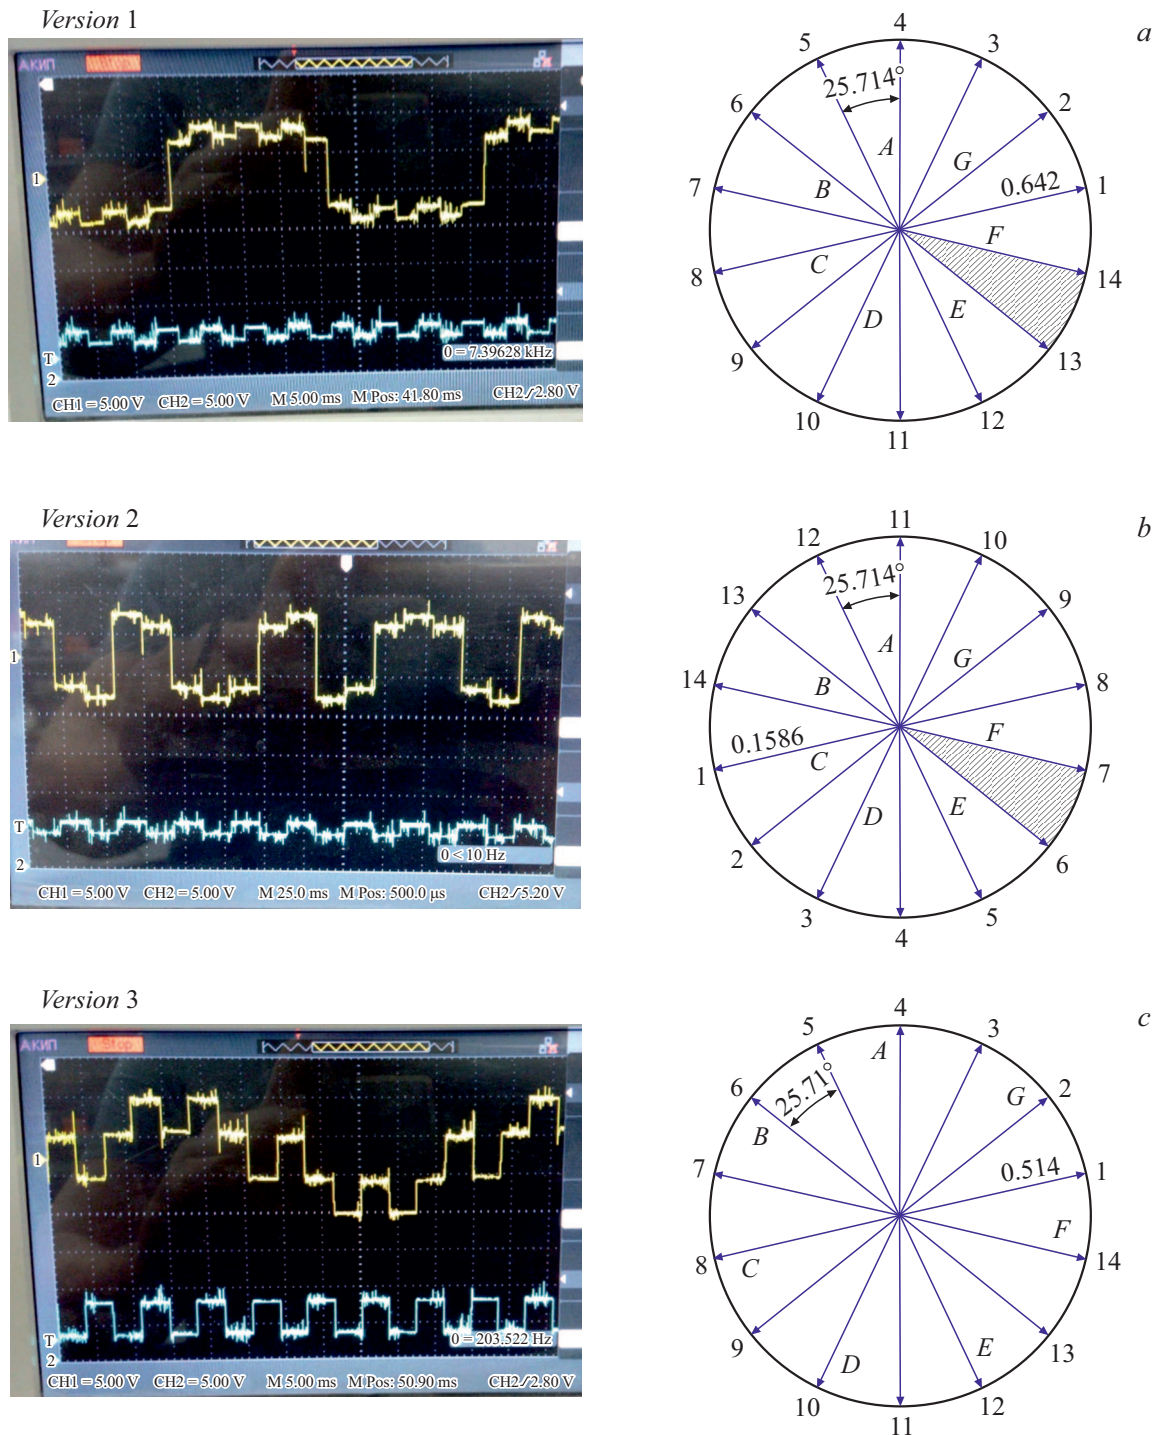 Version 1
a
АКИП
1
T
2
0 = 7.39628 kHz
CH1 = 5.00 V CH2 = 5.00 V M 5.00 ms M Pos: 41.80 ms CH2 2.80 V
4
5 3
25.714°
6 2
A G
7 B 0.642 1
F
8 C 14
D E
9 13
10 12
11
Version 2
b
1
T
2
0 < 10 Hz
CH1 = 5.00 V CH2 = 5.00 V M 25.0 ms M Pos: 500.0 μs CH2 5.20 V
11
12 10
25.714°
13 9
A G
14 B 8
0.1586 F
1 C 7
D E
2 6
3 5
4
Version 3
c
АКИП Stop
1
T
2
0 = 203.522 Hz
CH1 = 5.00 V CH2 = 5.00 V M 5.00 ms M Pos: 50.90 ms CH2 2.80 V
4
5 A 3
25.71°
6 G 2
B
7 0.514 1
F
8 C 14
9 D E 13
10 12
11